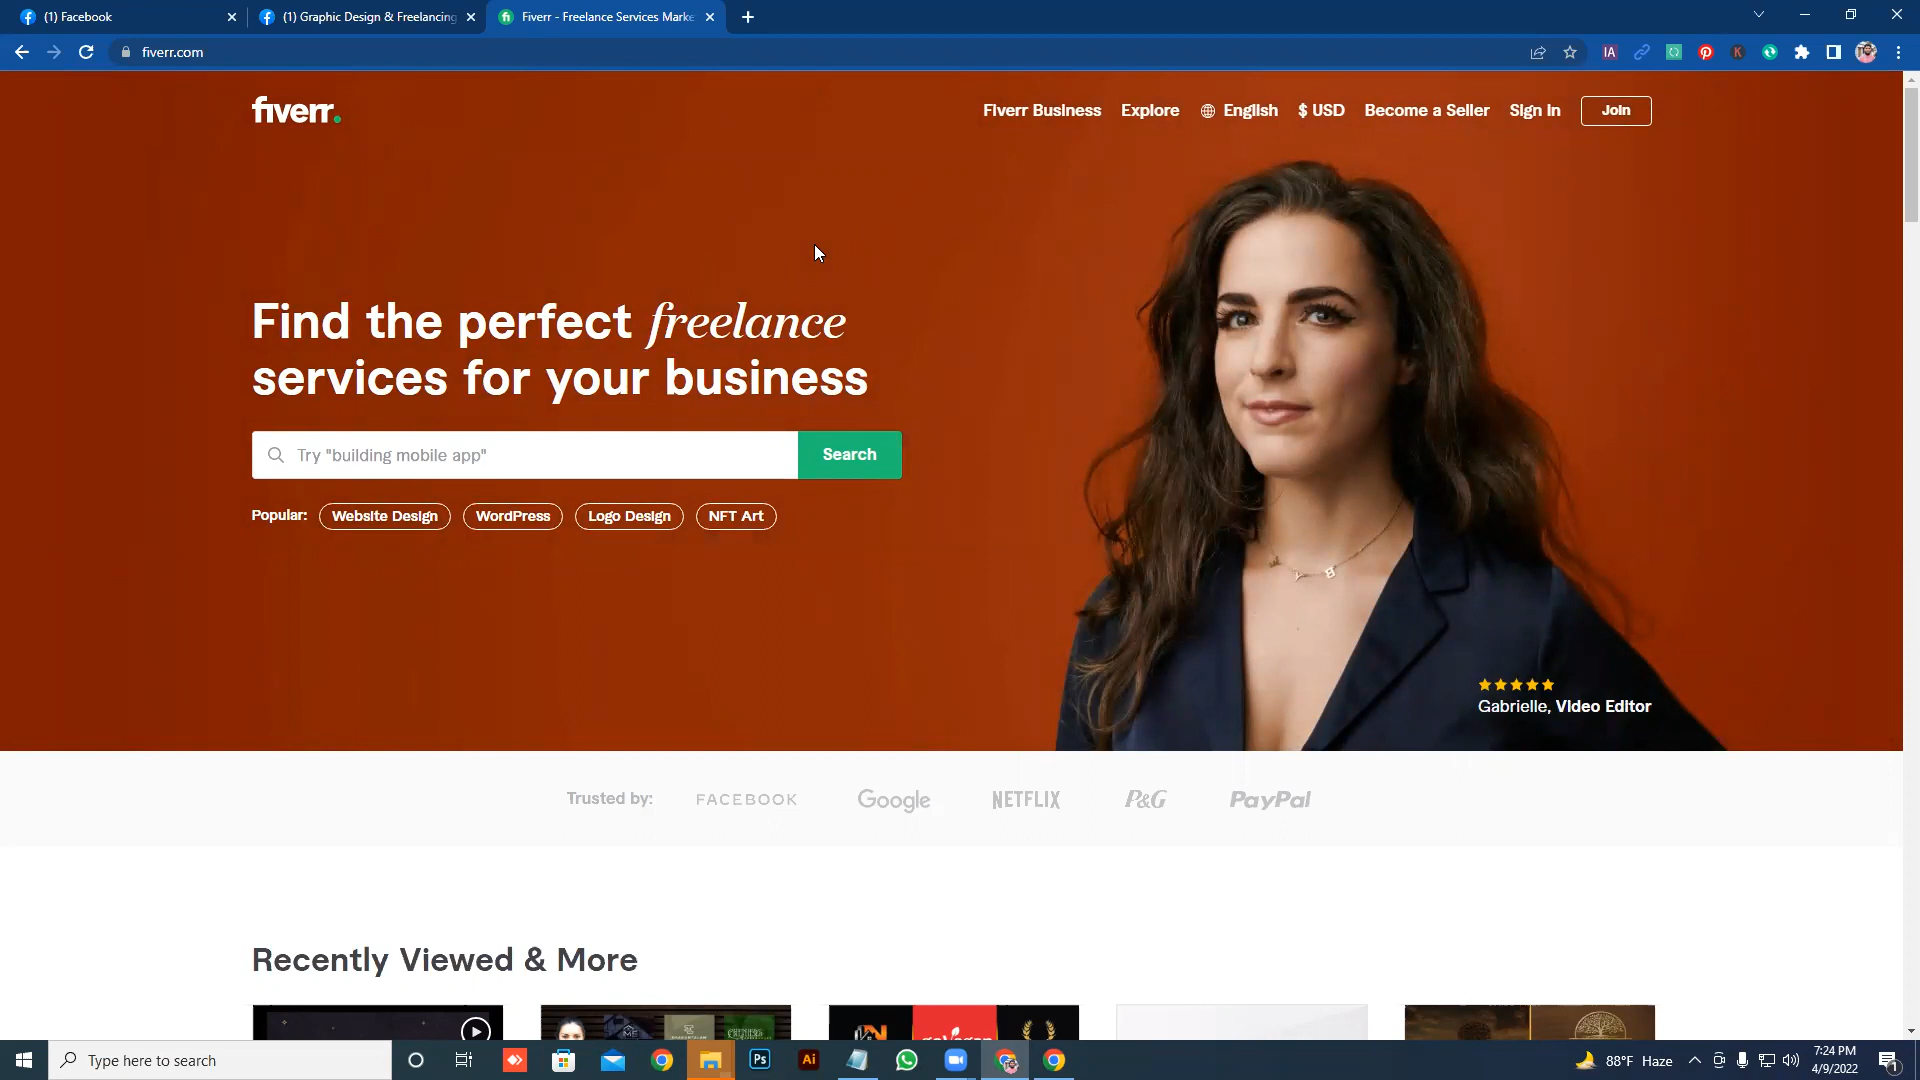 (1) Facebook
(1) Graphic Design & Freelancing
Fiverr - Freelance Services Marke
fiverr.com
fiverr.
Fiverr Business
Explore
English
$ USD
Become a Seller
Sign in
Join
Find the perfect freelance
services for your business
Try "building mobile app"
Search
Popular:
Website Design
WordPress
Logo Design
NFT Art
Gabrielle, Video Editor
Trusted by:
FACEBOOK
Google
NETFLIX
P&G
PayPal
Recently Viewed & More
Type here to search
Ps
Ai
88°F Haze
7:24 PM
4/9/2022
1